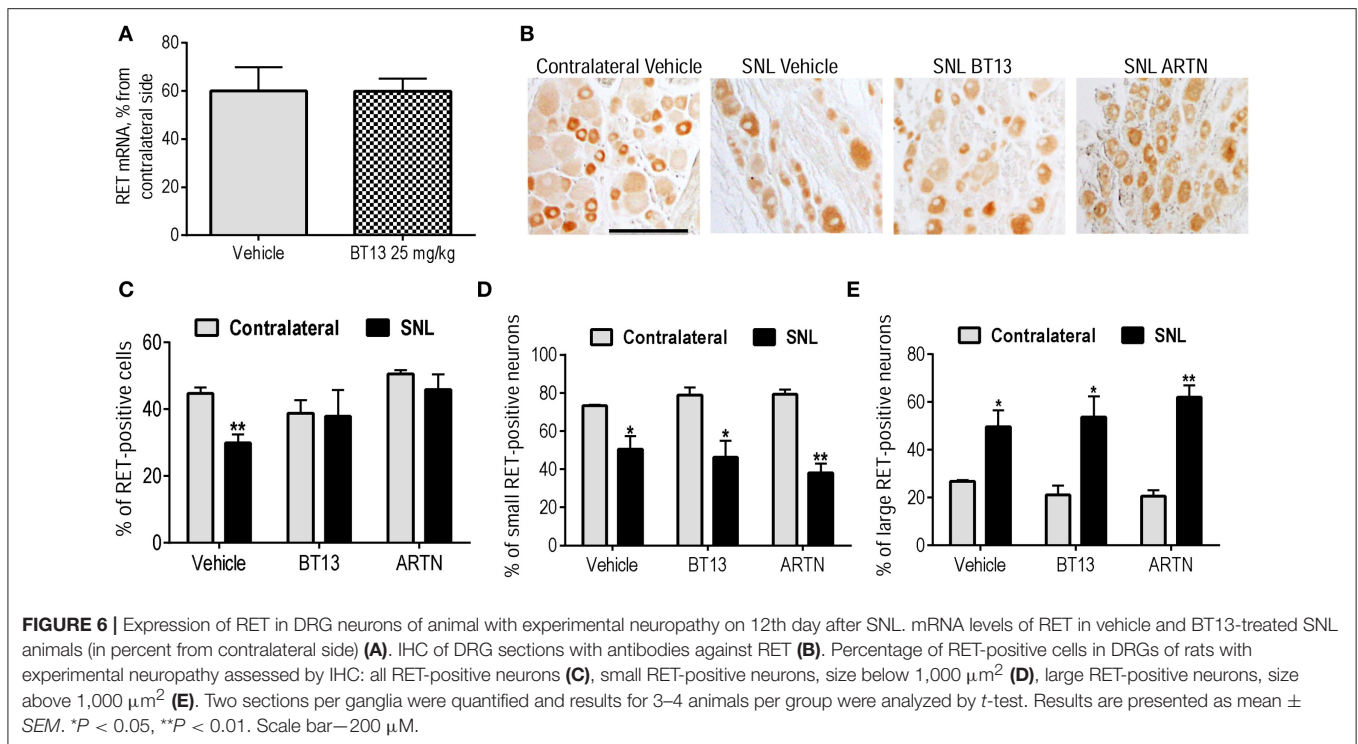 A
RET mRNA, % from
contralateral side
80
60
40
20
0
Vehicle
BT13 25 mg/kg
B
Contralateral Vehicle
SNL Vehicle
SNL BT13
SNL ARTN
C
Contralateral
SNL
% of RET-positive cells
60
40
20
0
**
Vehicle
BT13
ARTN
D
Contralateral
SNL
% of small RET-positive neurons
100
80
60
40
20
0
*
*
**
Vehicle
BT13
ARTN
E
Contralateral
SNL
% of large RET-positive neurons
80
60
40
20
0
*
*
**
Vehicle
BT13
ARTN
FIGURE 6 | Expression of RET in DRG neurons of animal with experimental neuropathy on 12th day after SNL. mRNA levels of RET in vehicle and BT13-treated SNL
animals (in percent from contralateral side) (A). IHC of DRG sections with antibodies against RET (B). Percentage of RET-positive cells in DRGs of rats with
experimental neuropathy assessed by IHC: all RET-positive neurons (C), small RET-positive neurons, size below 1,000 μm² (D), large RET-positive neurons, size
above 1,000 μm² (E). Two sections per ganglia were quantified and results for 3–4 animals per group were analyzed by t-test. Results are presented as mean ±
SEM. *P < 0.05, **P < 0.01. Scale bar—200 μM.